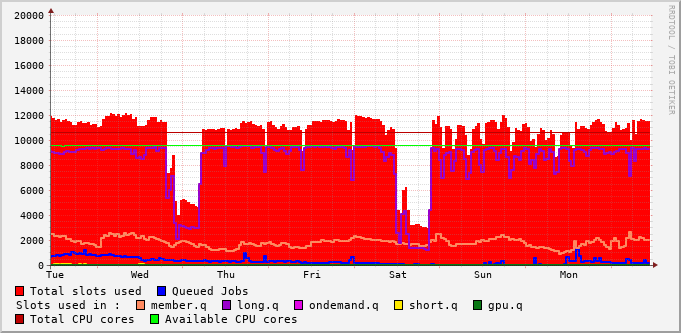 RRDTOOL / TOBI OETIKER
20000
18000
16000
14000
12000
10000
8000
6000
4000
2000
0
Tue Wed Thu Fri Sat Sun Mon
Total slots used Queued Jobs
Slots used in : member.q long.q ondemand.q short.q gpu.q
Total CPU cores Available CPU cores